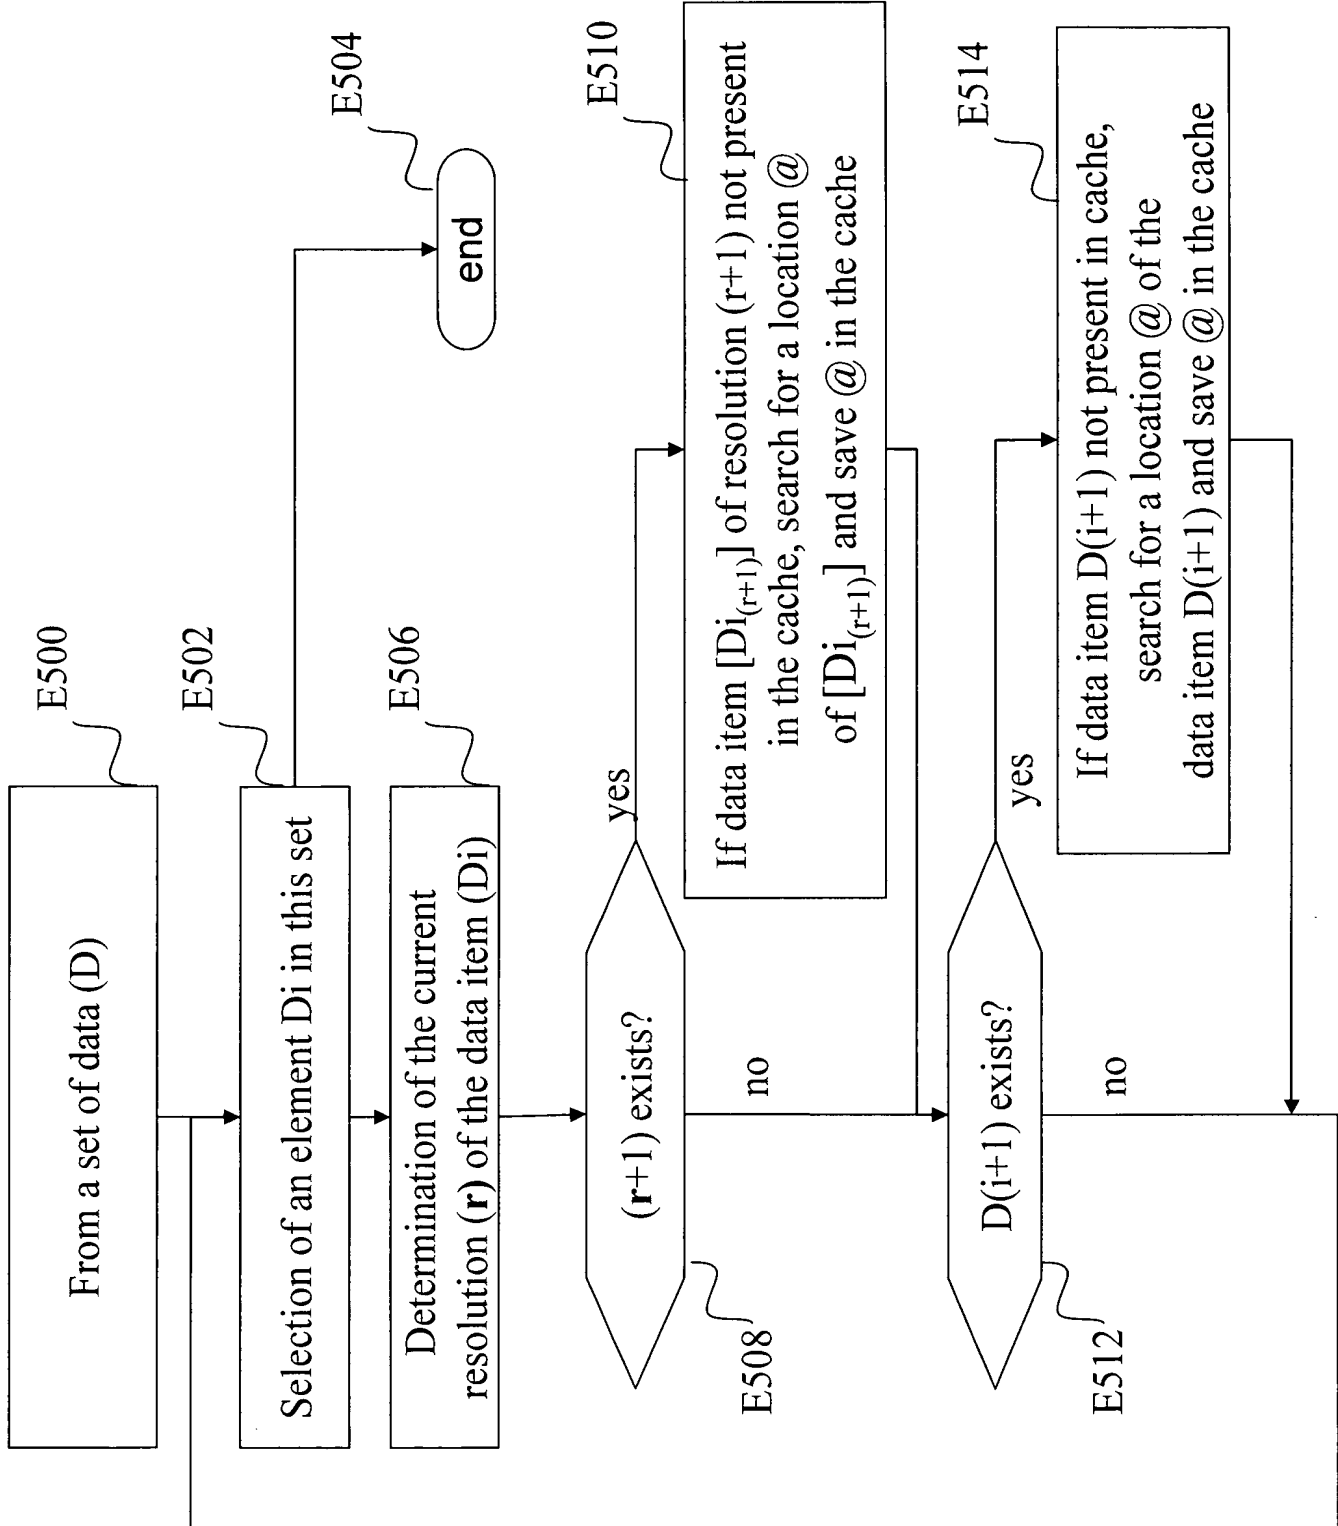 From a set of data (D)
E500
Selection of an element Di in this set
E502
end
E504
Determination of the current
resolution (r) of the data item (Di)
E506
(r+1) exists?
E508
yes
no
If data item [Di(r+1)] of resolution (r+1) not present
in the cache, search for a location @
of [Di(r+1)] and save @ in the cache
E510
D(i+1) exists?
E512
yes
no
If data item D(i+1) not present in cache,
search for a location @ of the
data item D(i+1) and save @ in the cache
E514